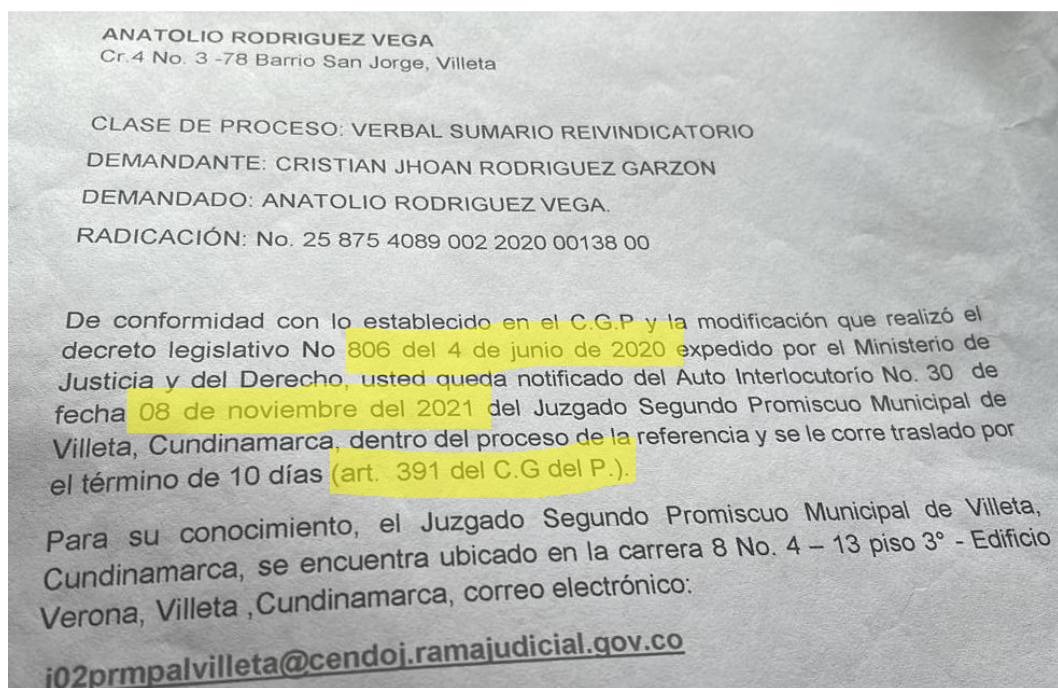 ANATOLIO RODRIGUEZ VEGA
Cr.4 No. 3 -78 Barrio San Jorge, Villeta
CLASE DE PROCESO: VERBAL SUMARIO REIVINDICATORIO
DEMANDANTE: CRISTIAN JHOAN RODRIGUEZ GARZON
DEMANDADO: ANATOLIO RODRIGUEZ VEGA.
RADICACIÓN: No. 25 875 4089 002 2020 00138 00
De conformidad con lo establecido en el C.G.P y la modificación que realizó el
decreto legislativo No 806 del 4 de junio de 2020 expedido por el Ministerio de
Justicia y del Derecho, usted queda notificado del Auto Interlocutorio No. 30 de
fecha 08 de noviembre del 2021 del Juzgado Segundo Promiscuo Municipal de
Villeta, Cundinamarca, dentro del proceso de la referencia y se le corre traslado por
el término de 10 días (art. 391 del C.G del P.).
Para su conocimiento, el Juzgado Segundo Promiscuo Municipal de Villeta,
Cundinamarca, se encuentra ubicado en la carrera 8 No. 4 – 13 piso 3° - Edificio
Verona, Villeta ,Cundinamarca, correo electrónico:
j02prmpalvilleta@cendoj.ramajudicial.gov.co